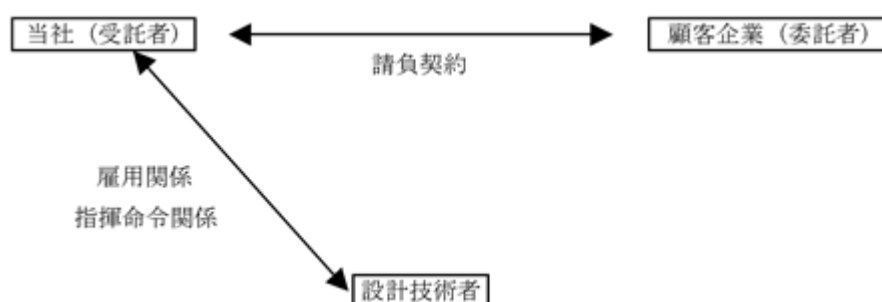 当社（受託者）
顧客企業（委託者）
請負契約
雇用関係
指揮命令関係
設計技術者